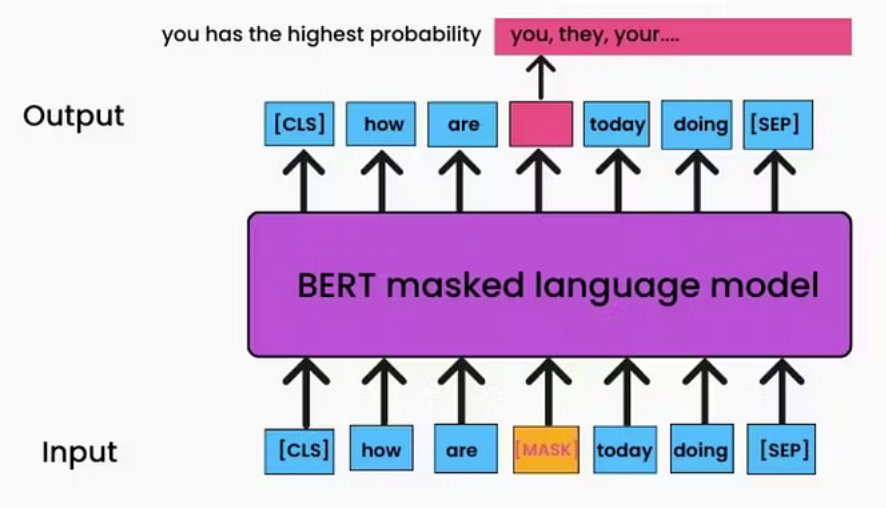 you has the highest probability you, they, your....
Output [CLS] how are today doing [SEP]
BERT masked language model
Input [CLS] how are [MASK] today doing [SEP]